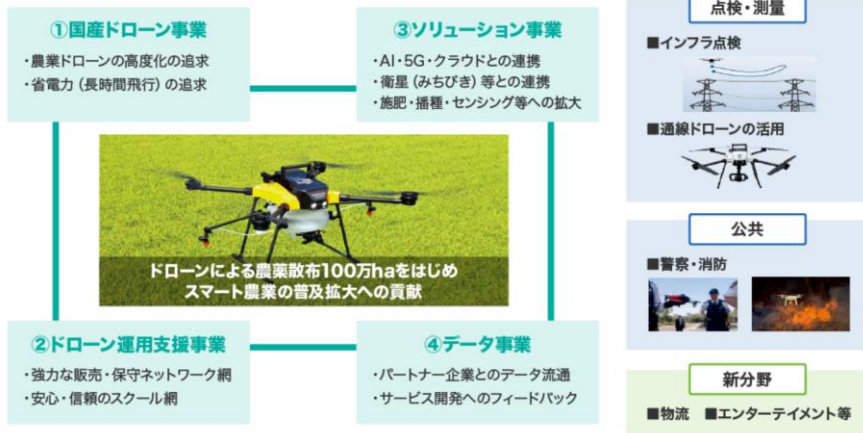 ①国産ドローン事業
・農業ドローンの高度化の追求
・省電力（長時間飛行）の追求
③ソリューション事業
・AI・5G・クラウドとの連携
・衛星（みちびき）等との連携
・施肥・播種・センシング等への拡大
ドローンによる農薬散布100万haをはじめ
スマート農業の普及拡大への貢献
②ドローン運用支援事業
・強力な販売・保守ネットワーク網
・安心・信頼のスクール網
④データ事業
・パートナー企業とのデータ流通
・サービス開発へのフィードバック
点検・測量
■インフラ点検
■通線ドローンの活用
公共
■警察・消防
新分野
■物流　■エンターテイメント等